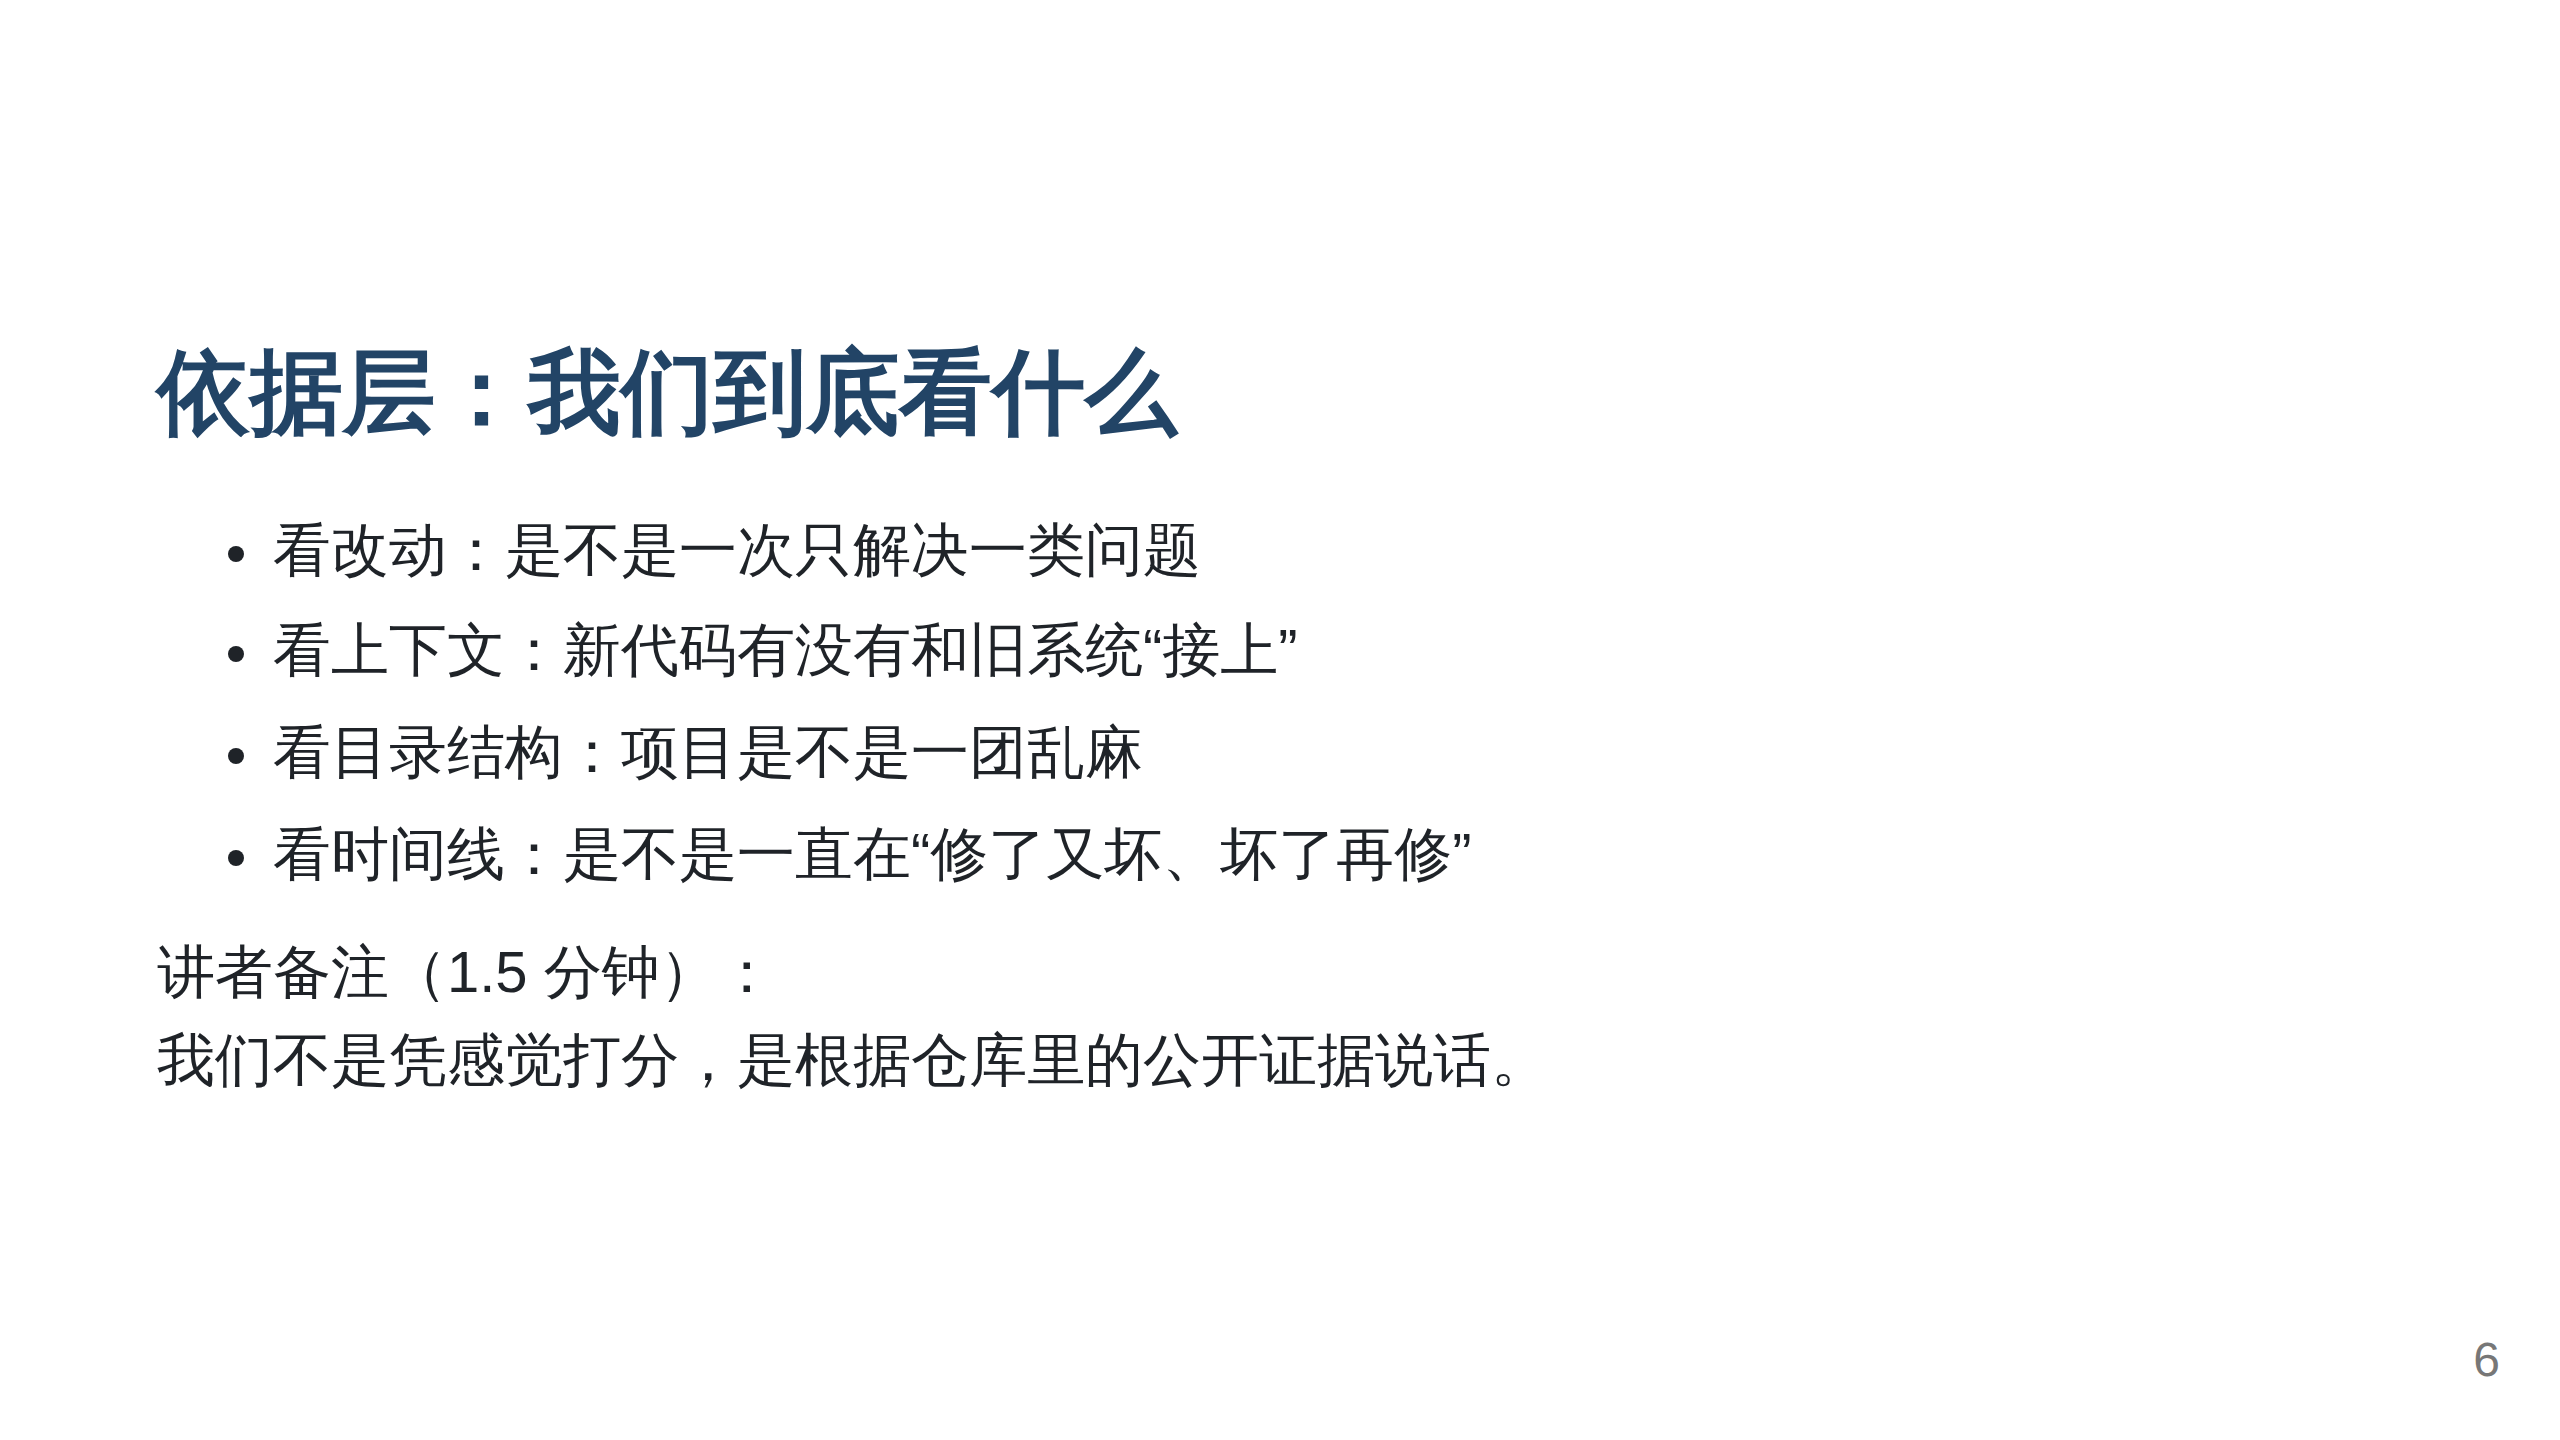 依据层：我们到底看什么
• 看改动：是不是一次只解决一类问题
• 看上下文：新代码有没有和旧系统“接上”
• 看目录结构：项目是不是一团乱麻
• 看时间线：是不是一直在“修了又坏、坏了再修”
讲者备注（1.5 分钟）：
我们不是凭感觉打分，是根据仓库里的公开证据说话。
6